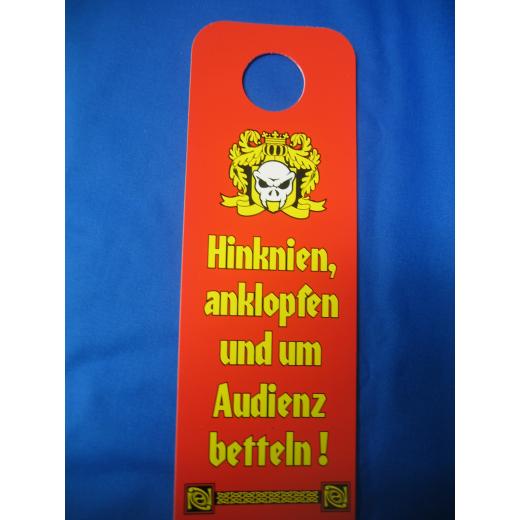 Hinknien,
anklopfen
und um
Audienz
betteln!